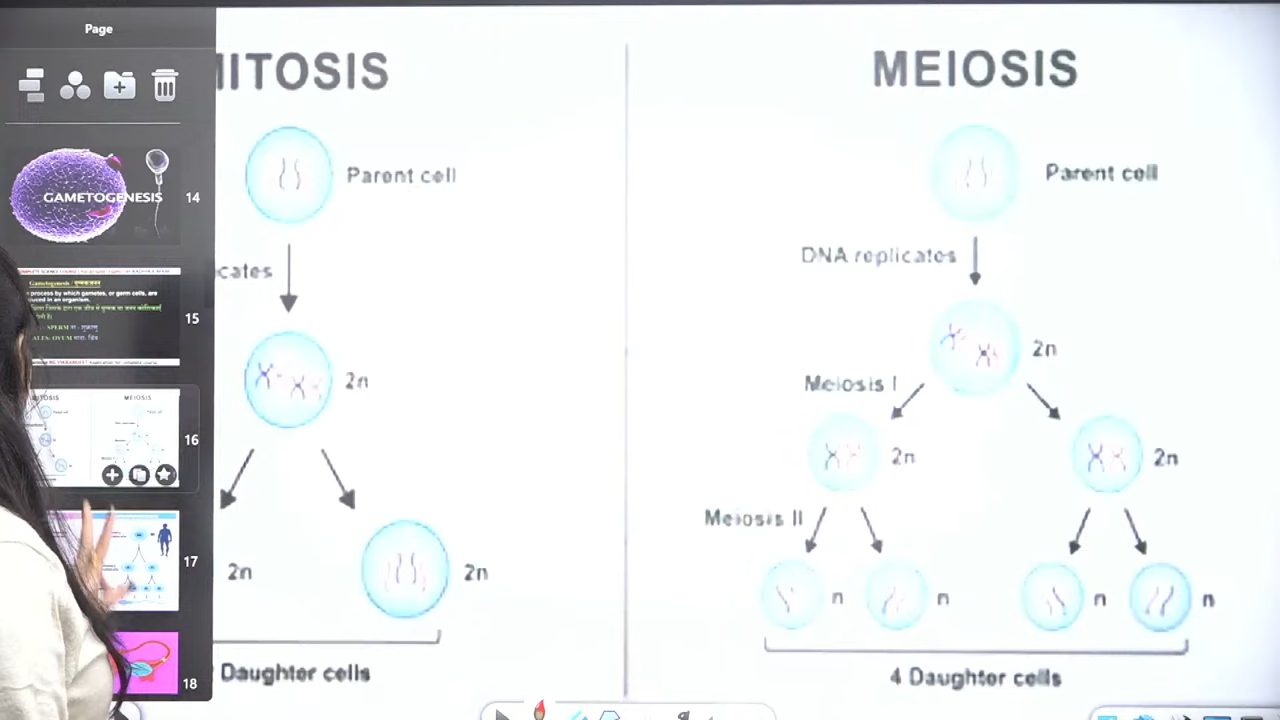 Page
GAMETOGENESIS
14
15
16
17
18
MITOSIS
Parent cell
cates
2n
2n
2n
Daughter cells
MEIOSIS
Parent cell
DNA replicates
2n
Meiosis I
2n
2n
Meiosis II
n
n
n
n
4 Daughter cells